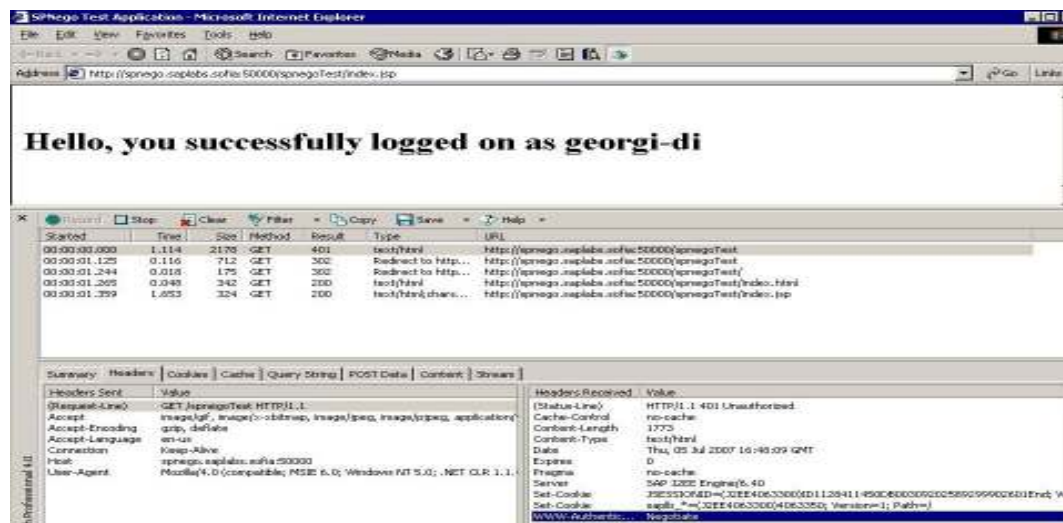 SPNego Test Application - Microsoft Internet Explorer
File Edit View Favorites Tools Help
Search Favorites Media
Address http://spnego.saplabs.sofia:50000/spnegoTest/index.jsp Go Links
Hello, you successfully logged on as georgi-di
Record Stop Clear Filter Copy Save Help
Started Time Size Method Result Type URL
00:00:00.000 1.114 2178 GET 401 text/html http://spnego.saplabs.sofia:50000/spnegoTest
00:00:01.125 0.116 712 GET 302 Redirect to http... http://spnego.saplabs.sofia:50000/spnegoTest
00:00:01.244 0.018 175 GET 302 Redirect to http... http://spnego.saplabs.sofia:50000/spnegoTest/
00:00:01.265 0.048 342 GET 200 text/html http://spnego.saplabs.sofia:50000/spnegoTest/index.html
00:00:01.359 1.653 324 GET 200 text/html;chars... http://spnego.saplabs.sofia:50000/spnegoTest/index.jsp
Summary Headers Cookies Cache Query String POST Data Content Stream
Headers Sent Value
(Request-Line) GET /spnegoTest HTTP/1.1
Accept image/gif, image/x-xbitmap, image/jpeg, image/pjpeg, application/
Accept-Encoding gzip, deflate
Accept-Language en-us
Connection Keep-Alive
Host spnego.saplabs.sofia:50000
User-Agent Mozilla/4.0 (compatible; MSIE 6.0; Windows NT 5.0; .NET CLR 1.1.
Headers Received Value
(Status-Line) HTTP/1.1 401 Unauthorized
Cache-Control no-cache
Content-Length 1773
Content-Type text/html
Date Thu, 05 Jul 2007 16:48:09 GMT
Expires 0
Pragma no-cache
Server SAP J2EE Engine/6.40
Set-Cookie
Set-Cookie saplb_*=(J2EE4063300)4063350; Version=1; Path=/
WWW-Authentic... Negotiate
Professional 4.0